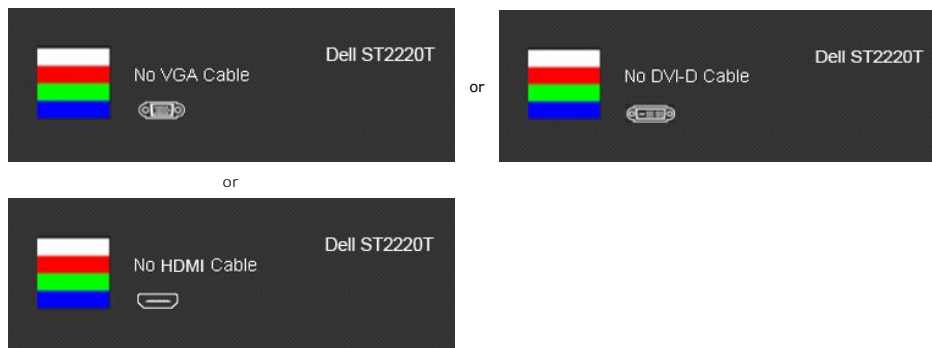 Dell ST2220T
No VGA Cable
or
Dell ST2220T
No DVI-D Cable
or
Dell ST2220T
No HDMI Cable